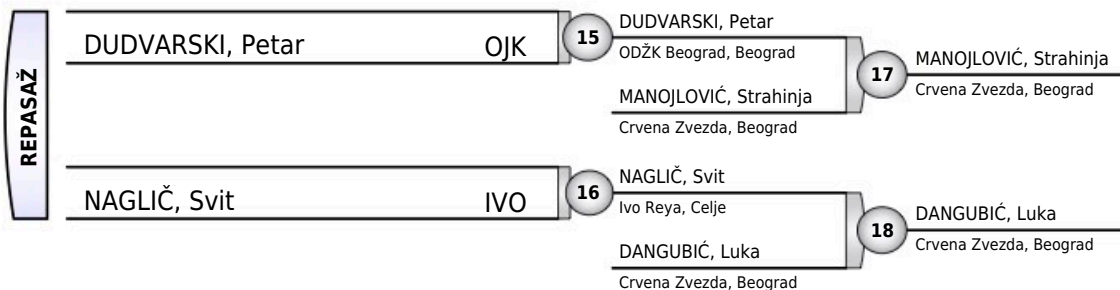 REPASAŽ
DUDVARSKI, Petar OJK
15
DUDVARSKI, Petar
ODŽK Beograd, Beograd
MANOJLOVIĆ, Strahinja
Crvena Zvezda, Beograd
17
MANOJLOVIĆ, Strahinja
Crvena Zvezda, Beograd
NAGLIČ, Svit IVO
16
NAGLIČ, Svit
Ivo Reya, Celje
DANGUBIĆ, Luka
Crvena Zvezda, Beograd
18
DANGUBIĆ, Luka
Crvena Zvezda, Beograd